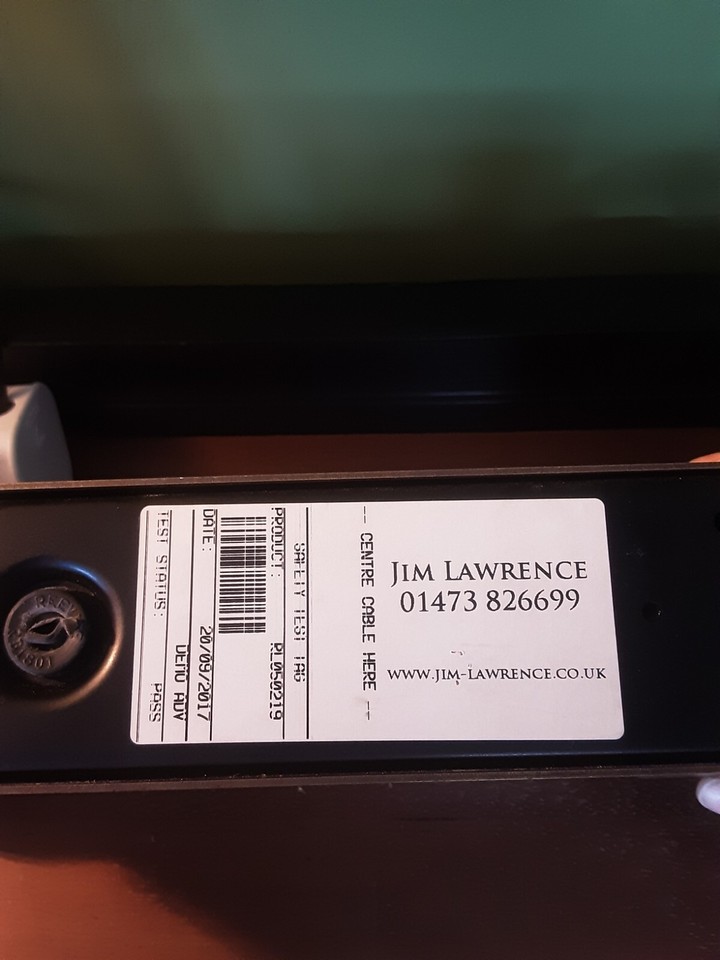 JIM LAWRENCE
01473 826699
WWW.JIM-LAWRENCE.CO.UK
-- CENTRE CABLE HERE --
SAFETY TEST TAG
PRODUCT: PL050219
DATE: 20/09/2017
DEMO ADV
TEST STATUS: PASS